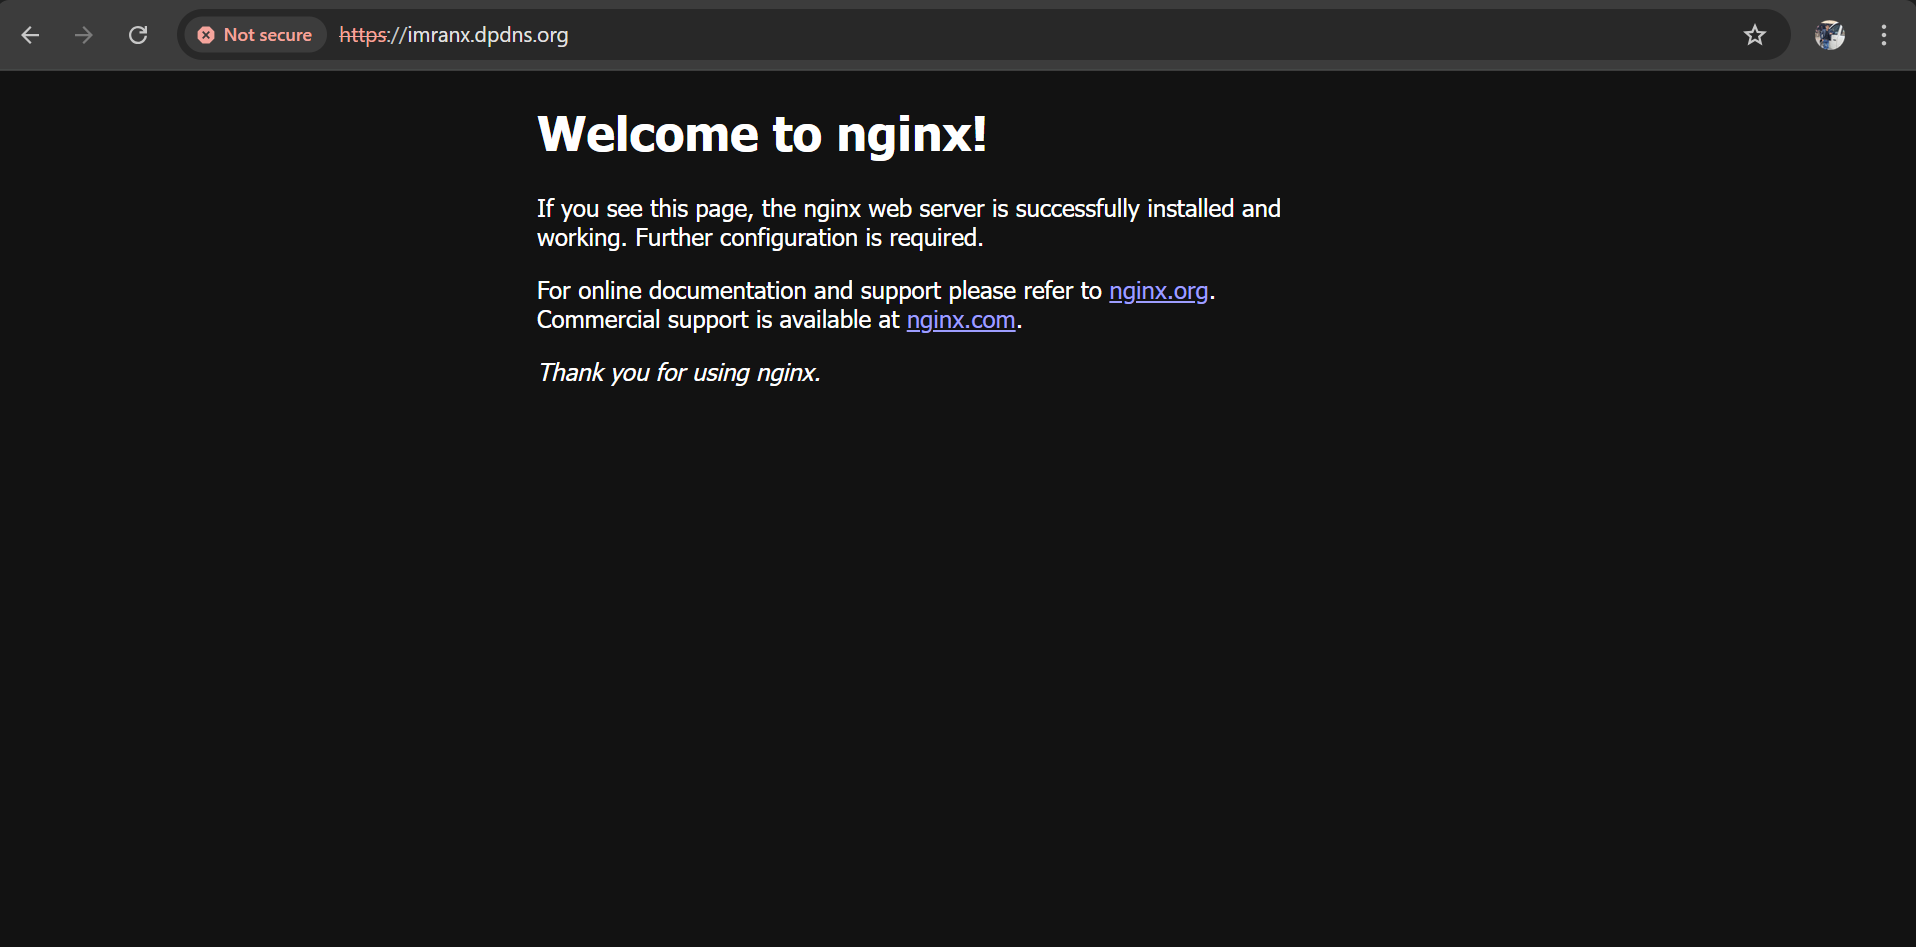 Not secure https://imranx.dpdns.org
Welcome to nginx!
If you see this page, the nginx web server is successfully installed and
working. Further configuration is required.
For online documentation and support please refer to nginx.org.
Commercial support is available at nginx.com.
Thank you for using nginx.